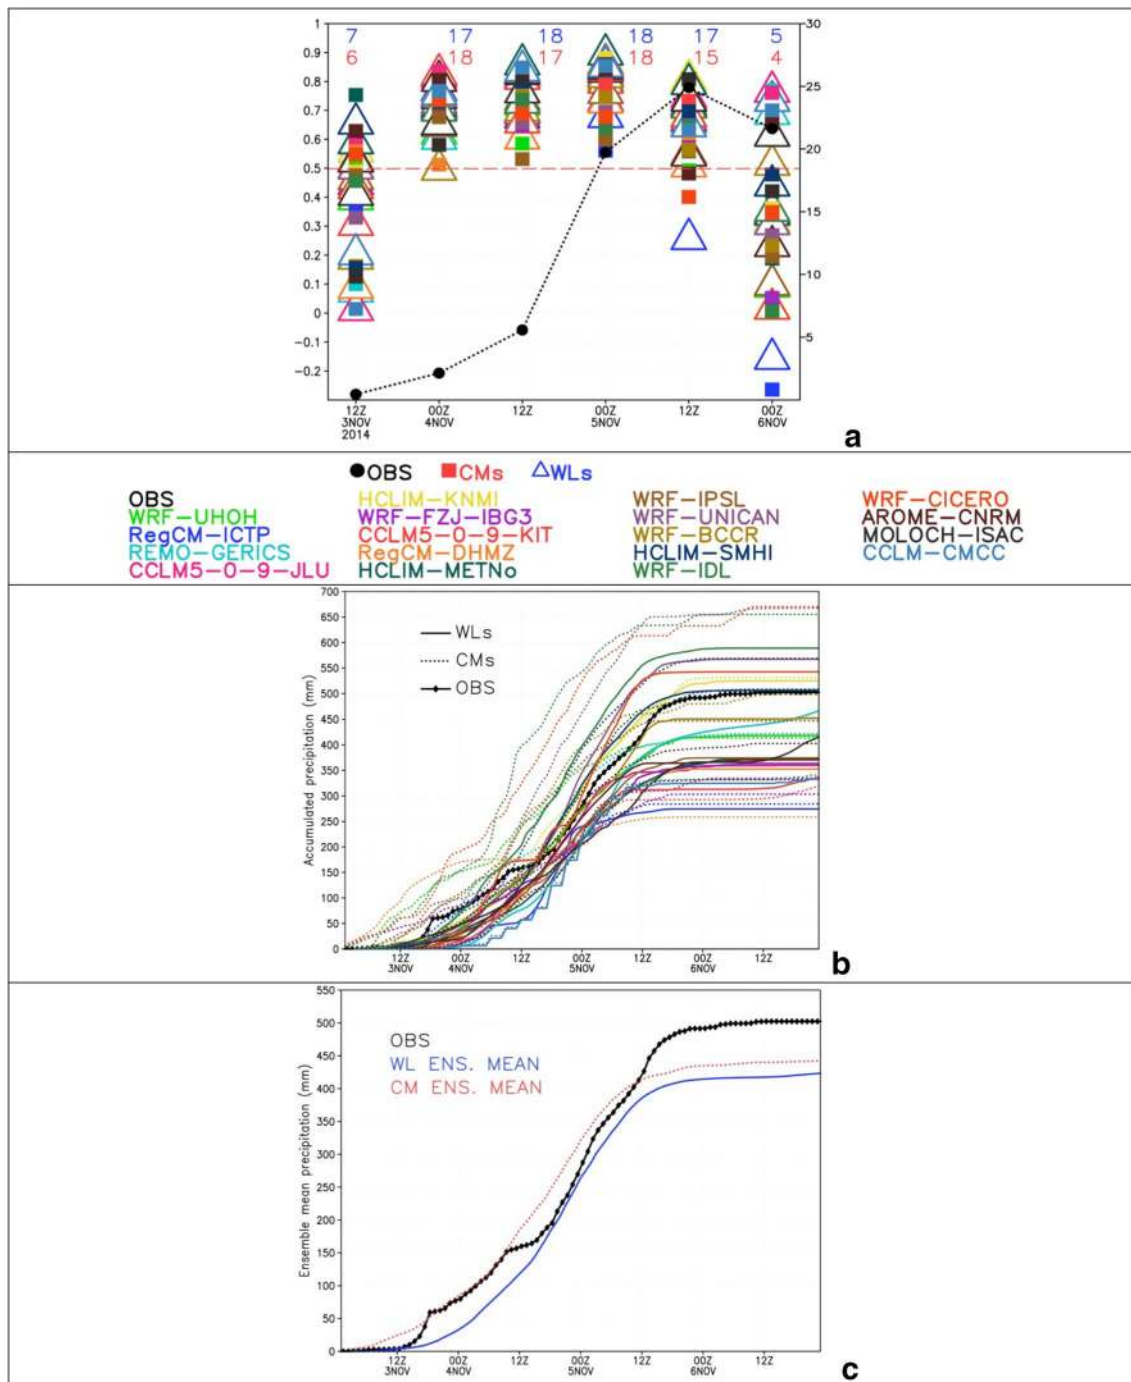 1
0.9
0.8
0.7
0.6
0.5
0.4
0.3
0.2
0.1
0
-0.1
-0.2
7 17 18 18 17 5
6 18 17 18 15 4
30
25
20
15
10
5
12Z 00Z 12Z 00Z 12Z 00Z
3NOV 4NOV 5NOV 6NOV
2014
a
OBS CMs WLs
OBS HCLIM-KNMI WRF-IPSL WRF-CICERO
WRF-UHOH WRF-FZJ-IBG3 WRF-UNICAN AROME-CNRM
RegCM-ICTP CCLM5-0-9-KIT WRF-BCCR MOLOCH-ISAC
REMO-GERICS RegCM-DHMZ HCLIM-SMHI CCLM-CMCC
CCLM5-0-9-JLU HCLIM-METNo WRF-IDL
Accumulated precipitation (mm)
700
650
600
550
500
450
400
350
300
250
200
150
100
50
0
WLs
CMs
OBS
12Z 00Z 12Z 00Z 12Z 00Z 12Z
3NOV 4NOV 5NOV 6NOV
b
Ensemble mean precipitation (mm)
550
500
450
400
350
300
250
200
150
100
50
0
OBS
WL ENS. MEAN
CM ENS. MEAN
12Z 00Z 12Z 00Z 12Z 00Z 12Z
3NOV 4NOV 5NOV 6NOV
c